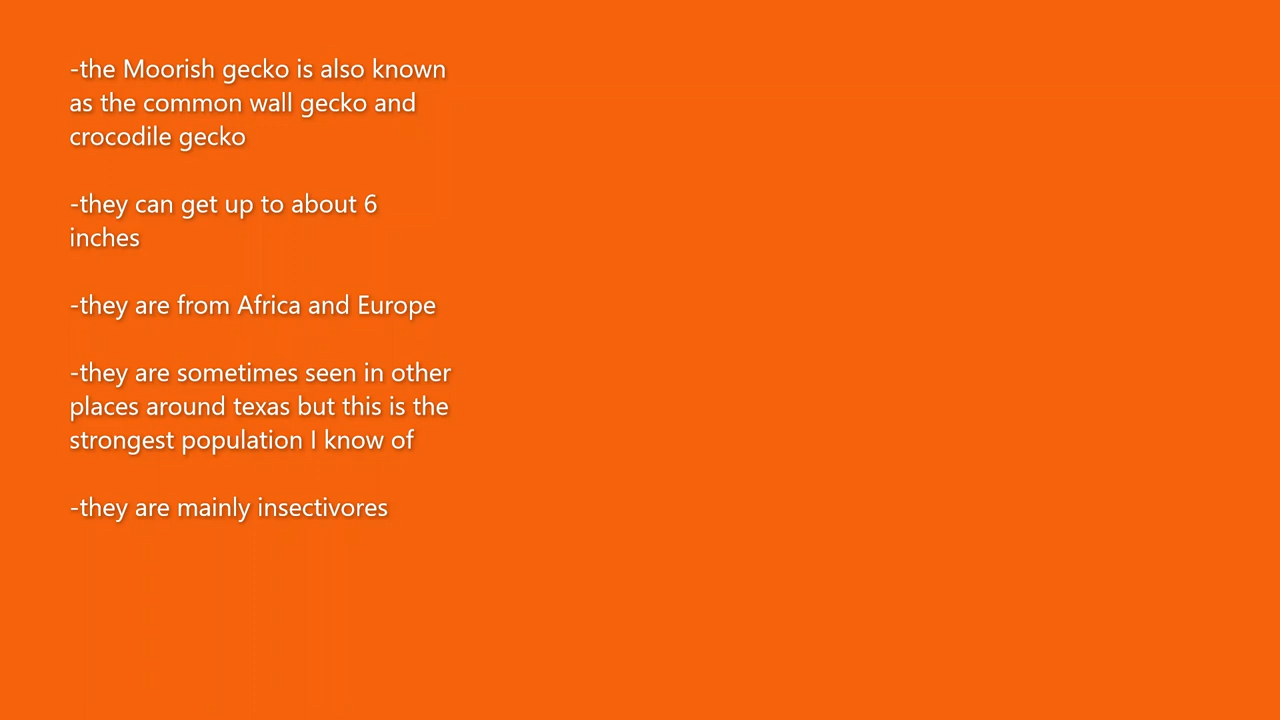 -the Moorish gecko is also known
as the common wall gecko and
crocodile gecko
-they can get up to about 6
inches
-they are from Africa and Europe
-they are sometimes seen in other
places around texas but this is the
strongest population I know of
-they are mainly insectivores